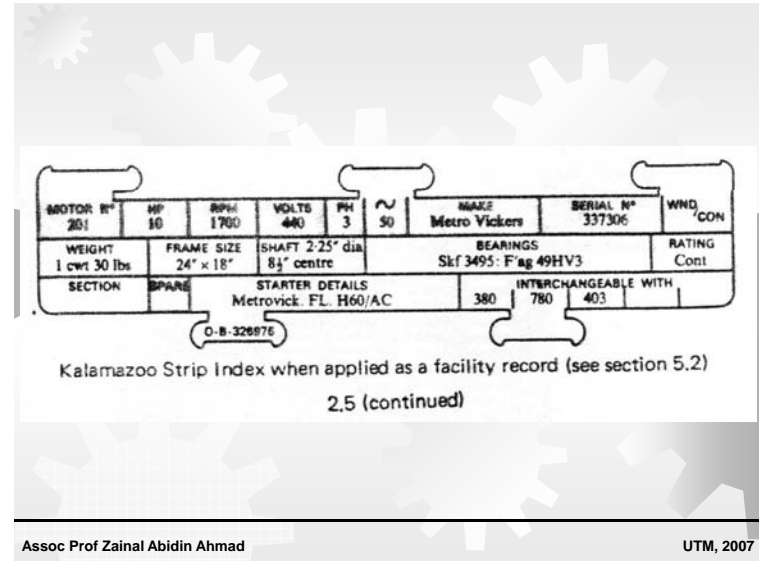 MOTOR Nº HP RPM VOLTS PH ∿ MAKE SERIAL Nº WND/CON
201 10 1700 440 3 50 Metro Vickers 337306
WEIGHT FRAME SIZE SHAFT 2·25″ dia BEARINGS RATING
1 cwt 30 lbs 24″ × 18″ 8½″ centre Skf 3495: F'ag 49HV3 Cont
SECTION SPARE STARTER DETAILS INTERCHANGEABLE WITH
Metrovick. FL. H60/AC 380 780 403
O-B-326976
Kalamazoo Strip Index when applied as a facility record (see section 5.2)
2.5 (continued)
Assoc Prof Zainal Abidin Ahmad UTM, 2007